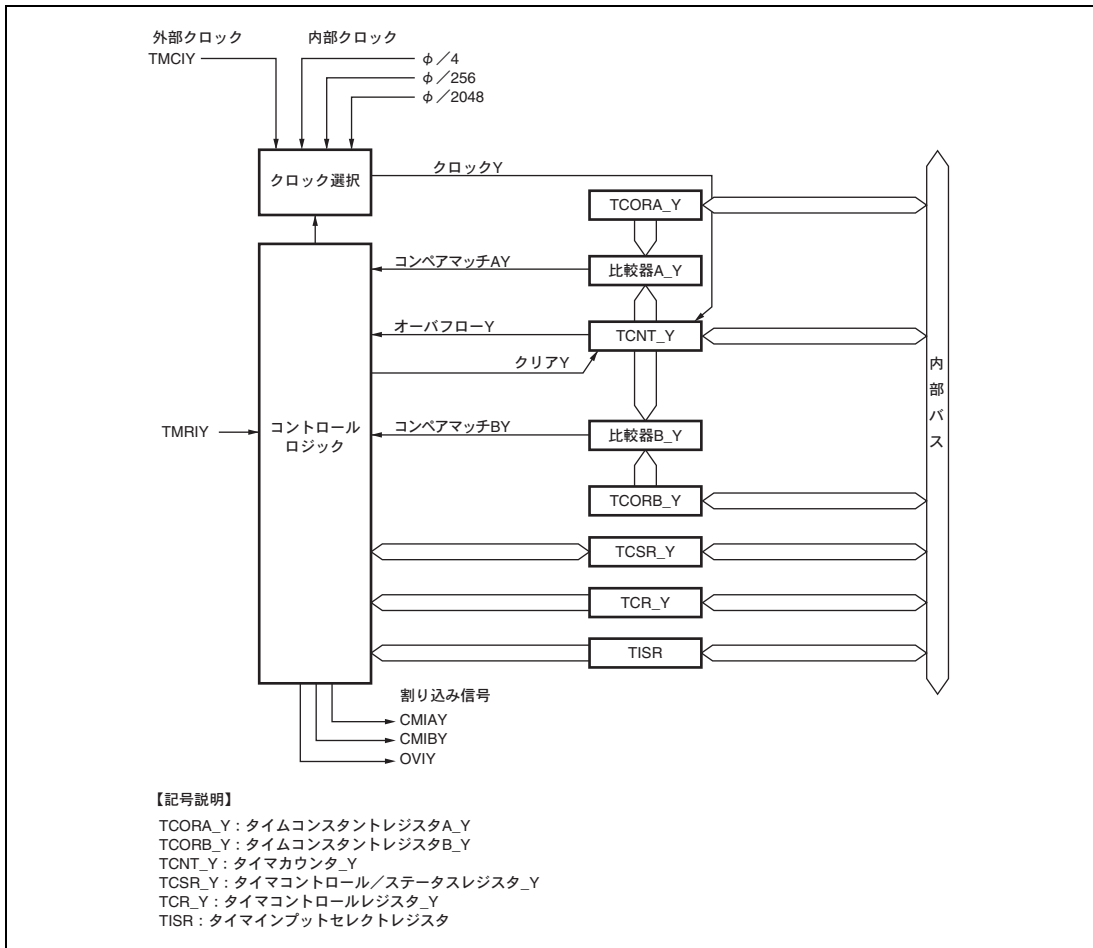 外部クロック
内部クロック
TMCIY
φ／4
φ／256
φ／2048
クロック選択
クロックY
TCORA_Y
コンペアマッチAY
比較器A_Y
オーバフローY
TCNT_Y
クリアY
内部バス
TMRIY
コントロール
ロジック
コンペアマッチBY
比較器B_Y
TCORB_Y
TCSR_Y
TCR_Y
TISR
割り込み信号
CMIAY
CMIBY
OVIY
【記号説明】
TCORA_Y：タイムコンスタントレジスタA_Y
TCORB_Y：タイムコンスタントレジスタB_Y
TCNT_Y：タイマカウンタ_Y
TCSR_Y：タイマコントロール／ステータスレジスタ_Y
TCR_Y：タイマコントロールレジスタ_Y
TISR：タイマインプットセレクトレジスタ